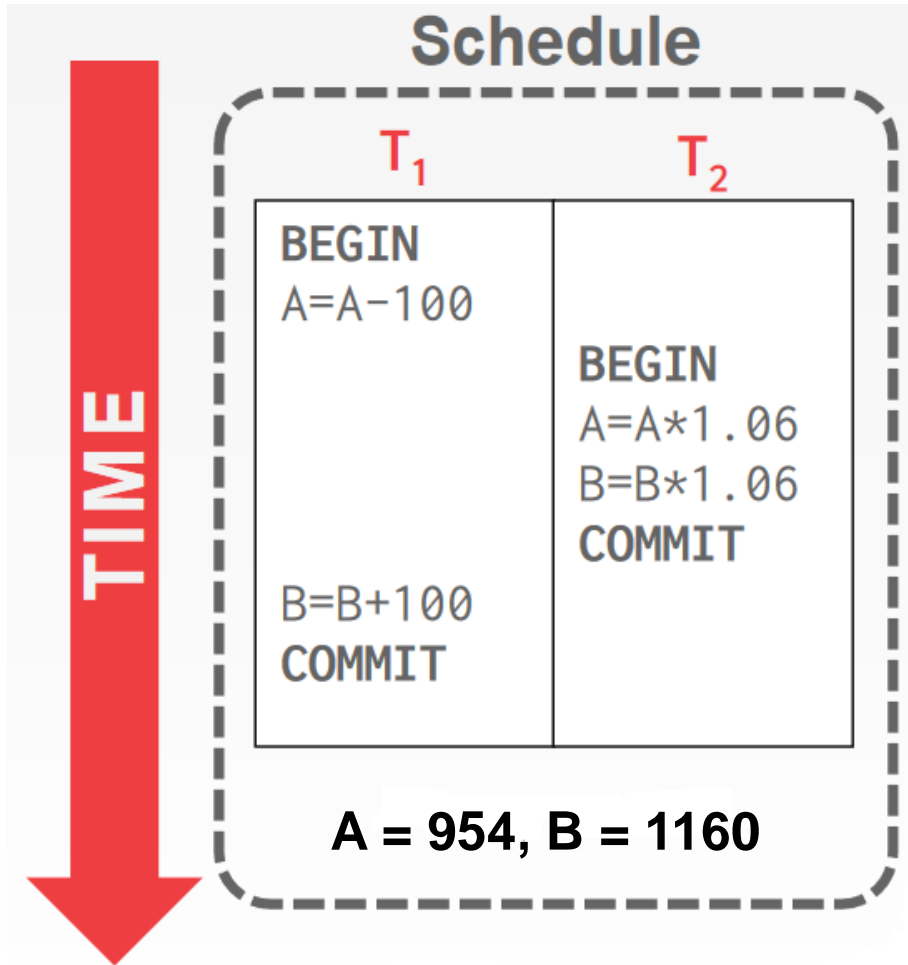 Schedule
TIME
T1 T2
BEGIN
A=A-100
BEGIN
A=A*1.06
B=B*1.06
COMMIT
B=B+100
COMMIT
A = 954, B = 1160